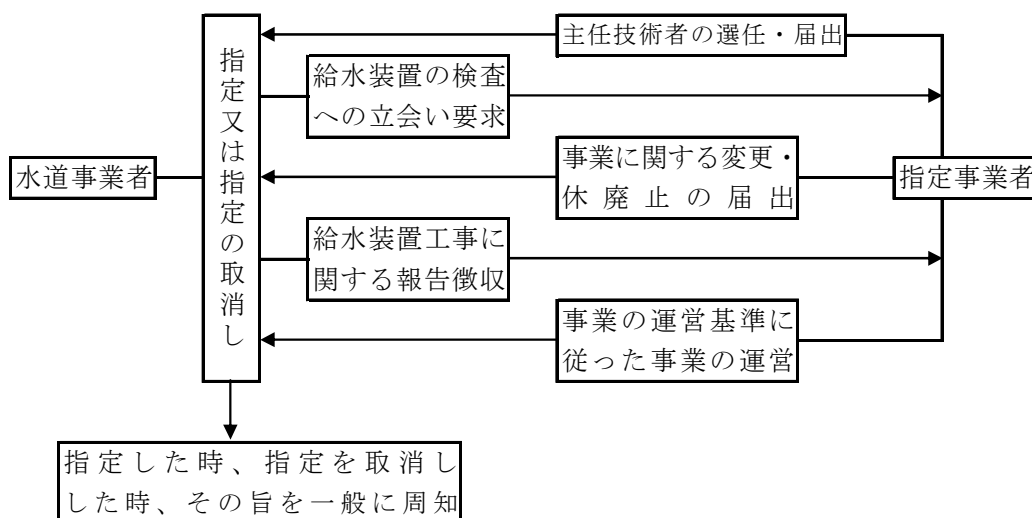 主任技術者の選任・届出
指定又は指定の取消し
給水装置の検査
への立会い要求
水道事業者
事業に関する変更・
休廃止の届出
指定事業者
給水装置工事に
関する報告徴収
事業の運営基準に
従った事業の運営
指定した時、指定を取消し
した時、その旨を一般に周知